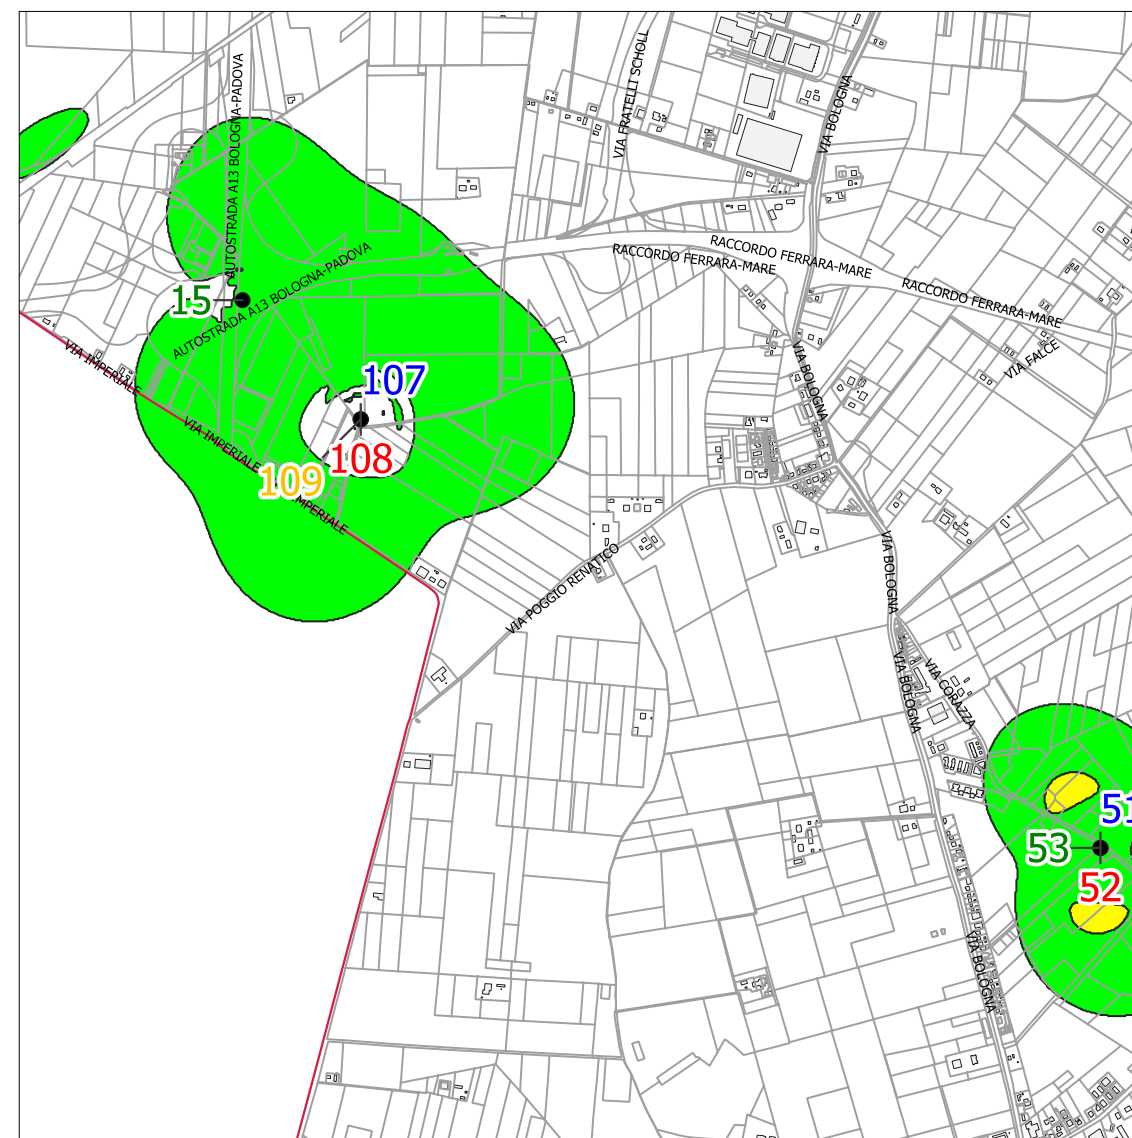 AUTOSTRADA A13 BOLOGNA-PADOVA
VIA FRATELLI SCHOLL
VIA BOLOGNA
RACCORDO FERRARA-MARE
RACCORDO FERRARA-MARE
RACCORDO FERRARA-MARE
AUTOSTRADA A13 BOLOGNA-PADOVA
15
VIA IMPERIALE
VIA FALCE
VIA BOLOGNA
107
VIA IMPERIALE
108
109
IMPERIALE
VIA BOLOGNA
VIA POGGIO RENATICO
VIA BOLOGNA
VIA CORAZZA
51
53
52
VIA BOLOGNA